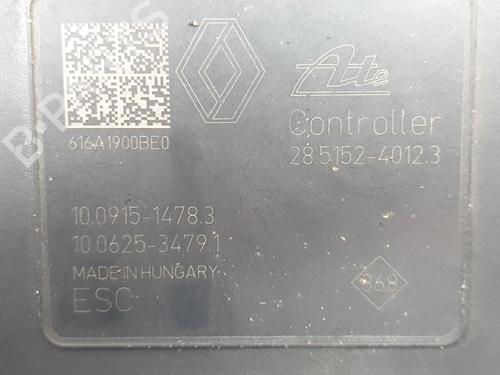 Ate
616A1900BE0
Controller
28.5152-4012.3
10.0915-1478.3
10.0625-3479.1
MADE IN HUNGARY
ESC
368